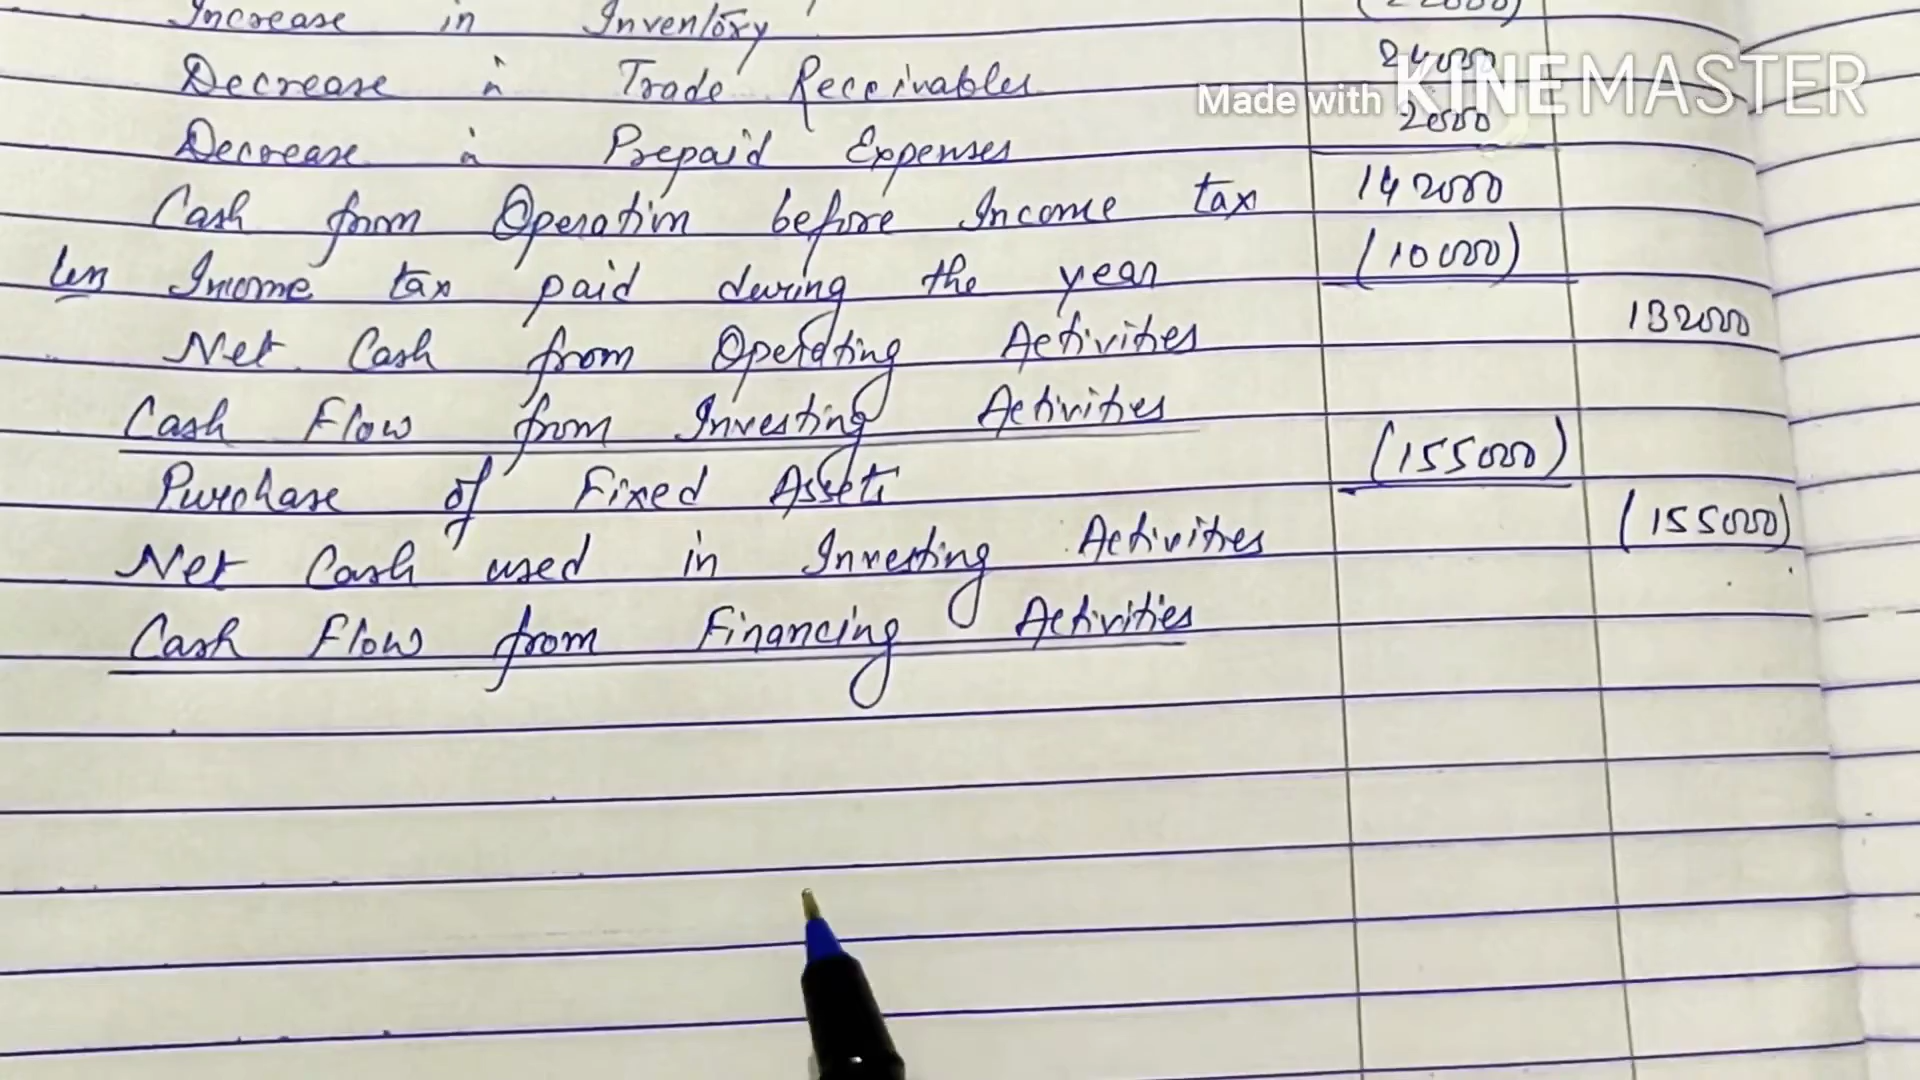 Increase in Inventory
Decrease in Trade Receivables 24000
Made with KINEMASTER
Decrease in Prepaid Expenses 2000
Cash from Operation before Income tax 142000
Less Income tax paid during the year (10000)
Net Cash from Operating Activities 132000
Cash Flow from Investing Activities
Purchase of Fixed Assets (155000)
Net Cash used in Investing Activities (155000)
Cash Flow from Financing Activities